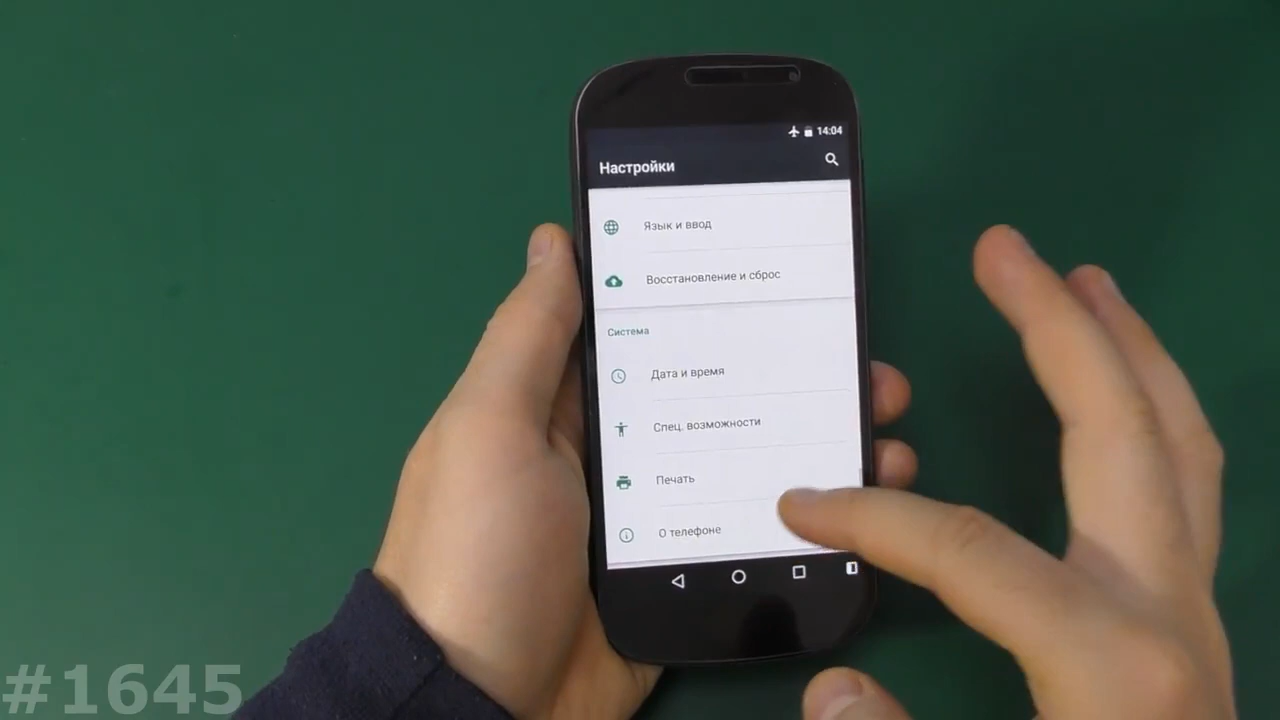 14:04
Настройки
Язык и ввод
Восстановление и сброс
Система
Дата и время
Спец. возможности
Печать
О телефоне
#1645